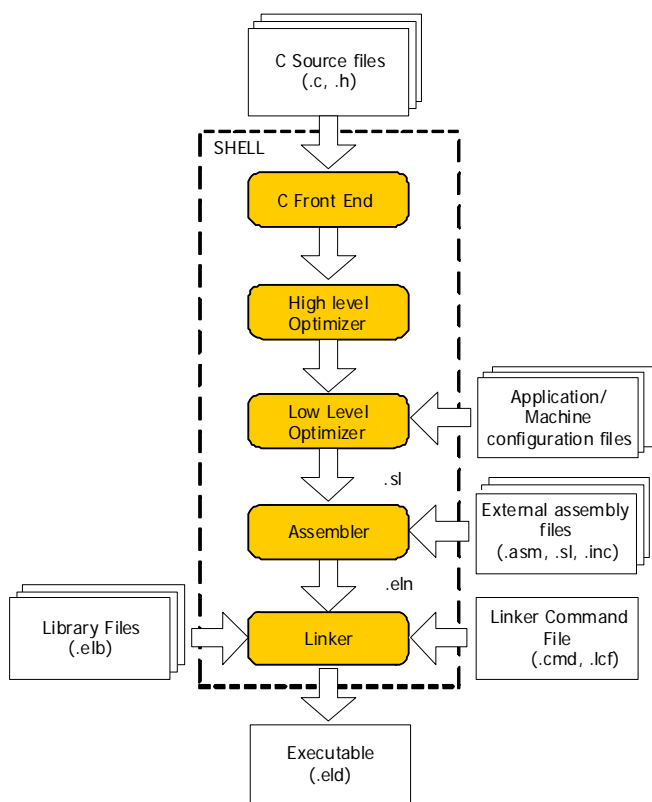 C Source files
(.c, .h)
SHELL
C Front End
High level
Optimizer
Low Level
Optimizer
Application/
Machine
configuration files
.sl
Assembler
External assembly
files
(.asm, .sl, .inc)
.eln
Library Files
(.elb)
Linker
Linker Command
File
(.cmd, .lcf)
Executable
(.eld)